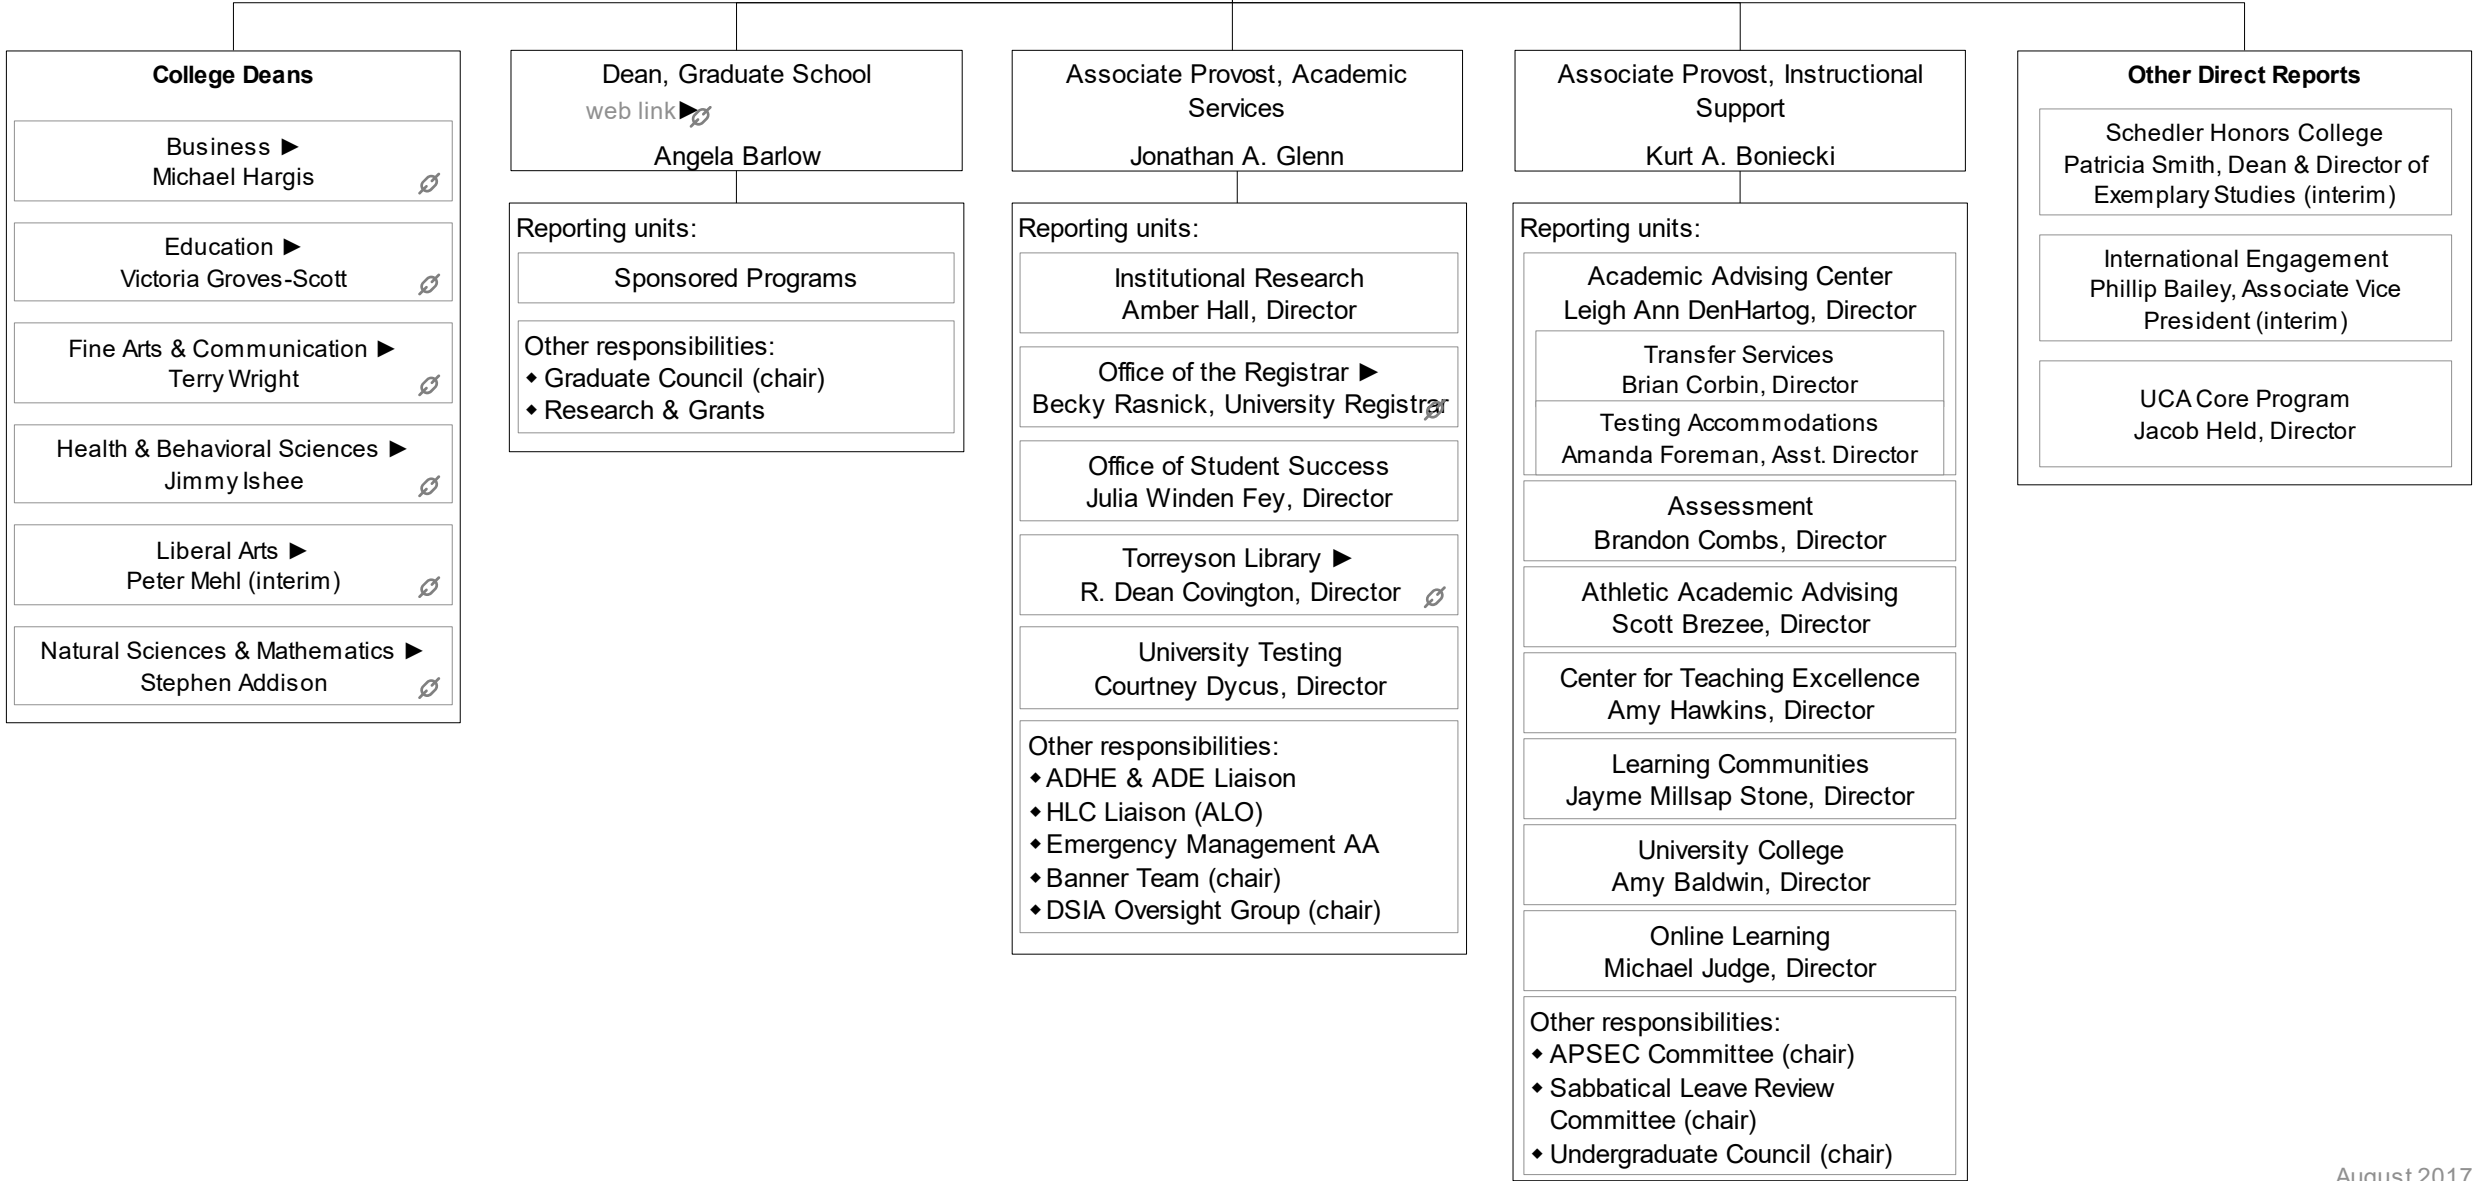 College Deans
Business ►
Michael Hargis
Education ►
Victoria Groves-Scott
Fine Arts & Communication ►
Terry Wright
Health & Behavioral Sciences ►
Jimmy Ishee
Liberal Arts ►
Peter Mehl (interim)
Natural Sciences & Mathematics ►
Stephen Addison
Dean, Graduate School
web link►
Angela Barlow
Reporting units:
Sponsored Programs
Other responsibilities:
◆ Graduate Council (chair)
◆ Research & Grants
Associate Provost, Academic
Services
Jonathan A. Glenn
Reporting units:
Institutional Research
Amber Hall, Director
Office of the Registrar ►
Becky Rasnick, University Registrar
Office of Student Success
Julia Winden Fey, Director
Torreyson Library ►
R. Dean Covington, Director
University Testing
Courtney Dycus, Director
Other responsibilities:
◆ ADHE & ADE Liaison
◆ HLC Liaison (ALO)
◆ Emergency Management AA
◆ Banner Team (chair)
◆ DSIA Oversight Group (chair)
Associate Provost, Instructional
Support
Kurt A. Boniecki
Reporting units:
Academic Advising Center
Leigh Ann DenHartog, Director
Transfer Services
Brian Corbin, Director
Testing Accommodations
Amanda Foreman, Asst. Director
Assessment
Brandon Combs, Director
Athletic Academic Advising
Scott Brezee, Director
Center for Teaching Excellence
Amy Hawkins, Director
Learning Communities
Jayme Millsap Stone, Director
University College
Amy Baldwin, Director
Online Learning
Michael Judge, Director
Other responsibilities:
◆ APSEC Committee (chair)
◆ Sabbatical Leave Review
Committee (chair)
◆ Undergraduate Council (chair)
Other Direct Reports
Schedler Honors College
Patricia Smith, Dean & Director of
Exemplary Studies (interim)
International Engagement
Phillip Bailey, Associate Vice
President (interim)
UCA Core Program
Jacob Held, Director
August 2017